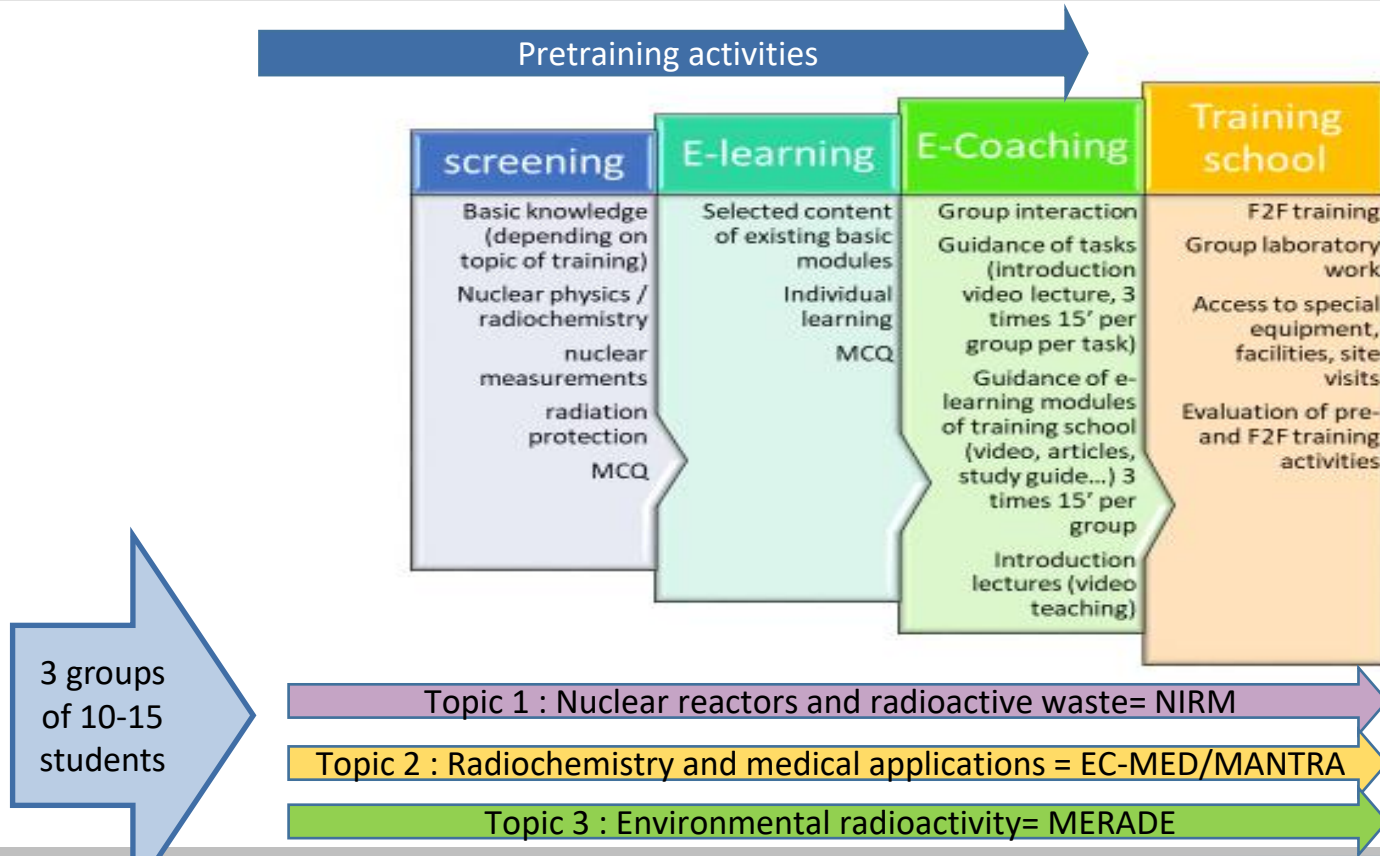 Pretraining activities
screening
Basic knowledge
(depending on
topic of training)
Nuclear physics /
radiochemistry
nuclear
measurements
radiation
protection
MCQ
E-learning
Selected content
of existing basic
modules
Individual
learning
MCQ
E-Coaching
Group interaction
Guidance of tasks
(introduction
video lecture, 3
times 15’ per
group per task)
Guidance of e-
learning modules
of training school
(video, articles,
study guide...) 3
times 15’ per
group
Introduction
lectures (video
teaching)
Training
school
F2F training
Group laboratory
work
Access to special
equipment,
facilities, site
visits
Evaluation of pre-
and F2F training
activities
3 groups
of 10-15
students
Topic 1 : Nuclear reactors and radioactive waste= NIRM
Topic 2 : Radiochemistry and medical applications = EC-MED/MANTRA
Topic 3 : Environmental radioactivity= MERADE